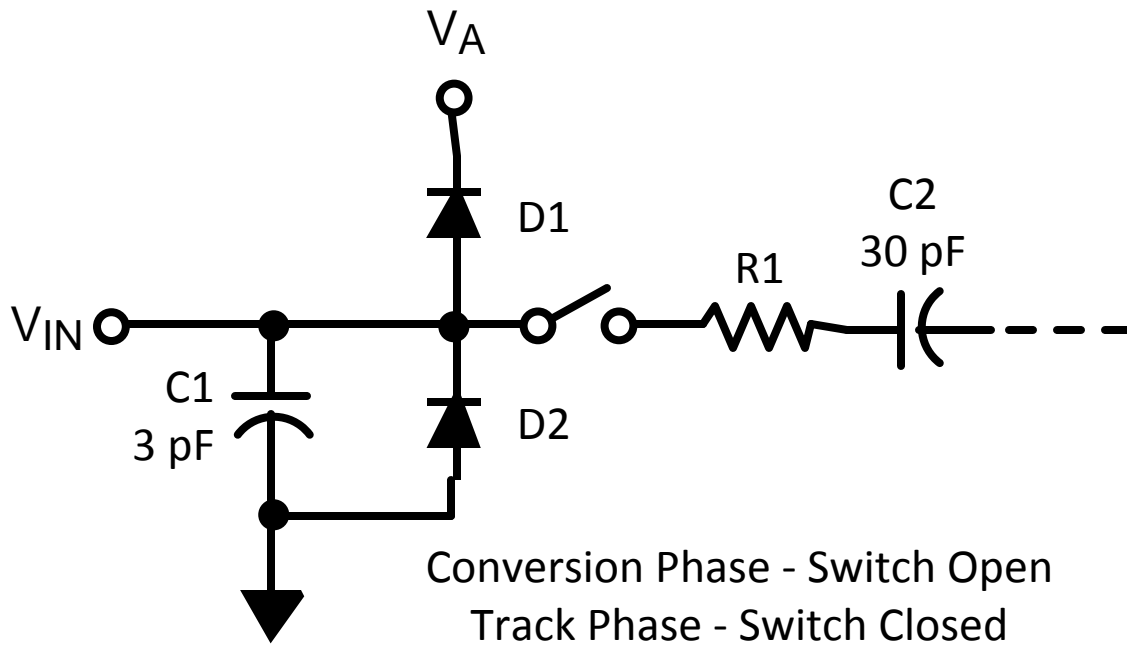 VA
D1
C2
30 pF
R1
VIN
C1
3 pF
D2
Conversion Phase - Switch Open
Track Phase - Switch Closed